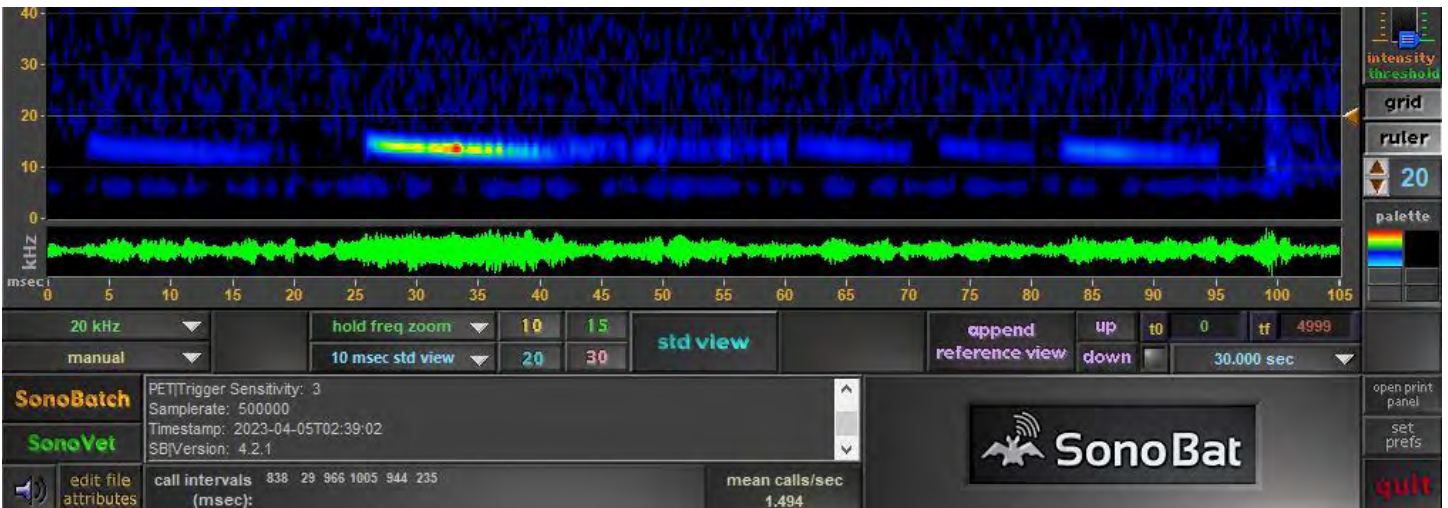 40
30
20
10
0
kHz
msec
0 5 10 15 20 25 30 35 40 45 50 55 60 65 70 75 80 85 90 95 100 105
intensity
threshold
grid
ruler
20
palette
20 kHz
hold freq zoom
10 15
std view
append
reference view
up
t0 0 tf 4999
manual
10 msec std view
20 30
down
30.000 sec
SonoBatch
SonoVet
PET|Trigger Sensitivity: 3
Samplerate: 500000
Timestamp: 2023-04-05T02:39:02
SB|Version: 4.2.1
SonoBat
open print
panel
set
prefs
quit
edit file
attributes
call intervals 838 29 966 1005 944 235
(msec):
mean calls/sec
1.494